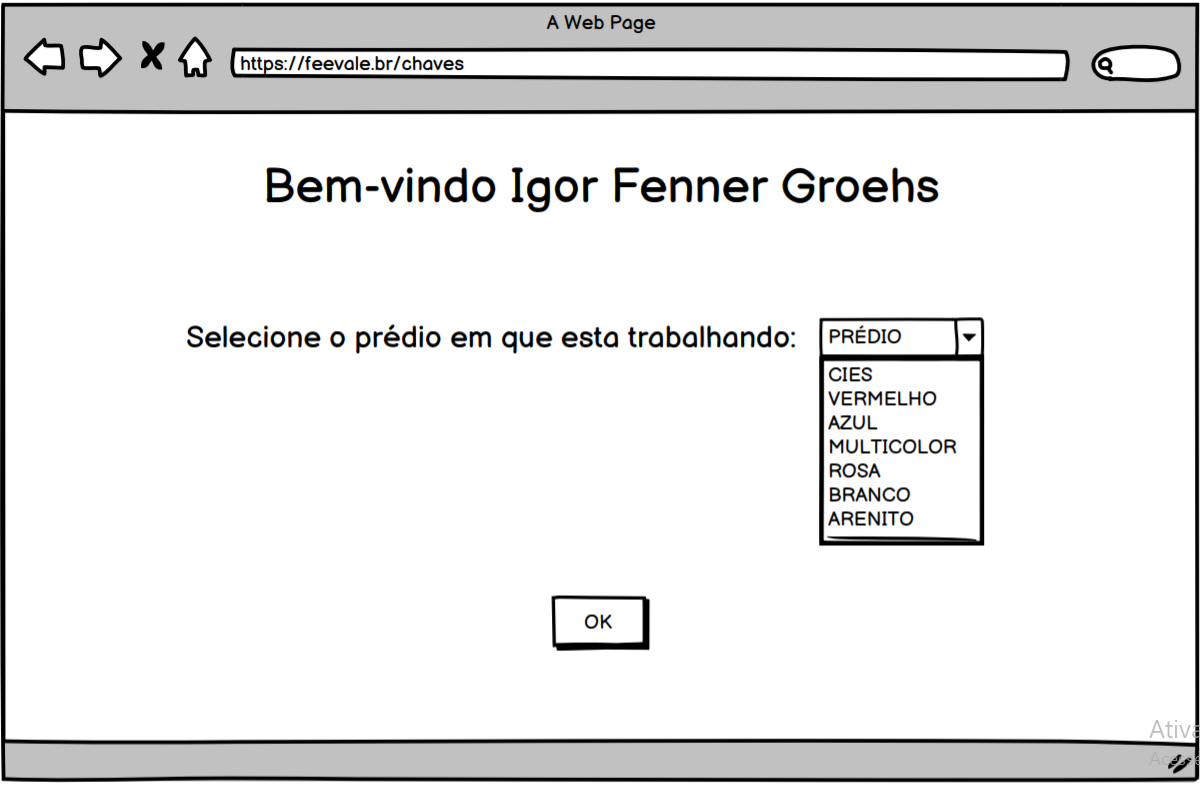 A Web Page
https://feevale.br/chaves
Bem-vindo Igor Fenner Groehs
Selecione o prédio em que esta trabalhando:
PRÉDIO
CIES
VERMELHO
AZUL
MULTICOLOR
ROSA
BRANCO
ARENITO
OK